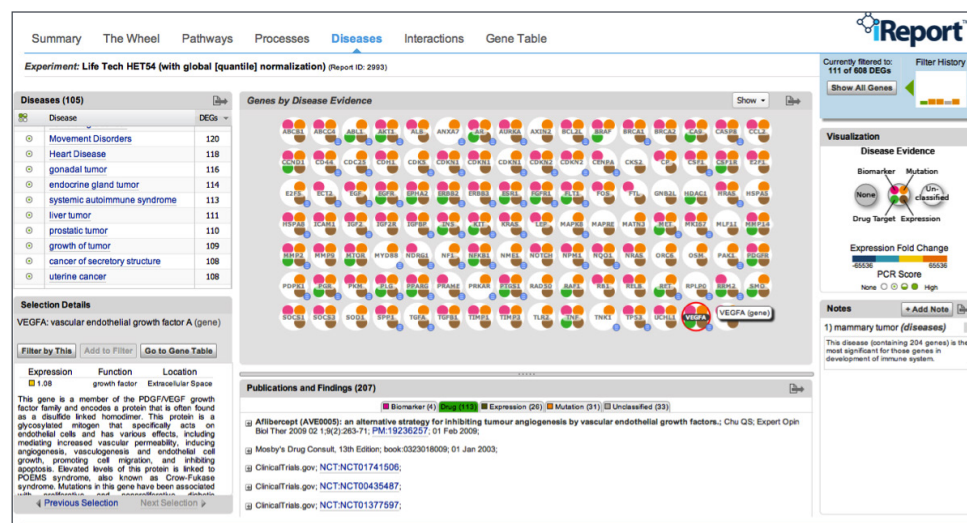 Summary The Wheel Pathways Processes Diseases Interactions Gene Table
iReport
Experiment: Life Tech HET54 (with global [quantile] normalization) (Report ID: 2993)
Currently filtered to:
111 of 608 DEGs
Show All Genes
Filter History
Diseases (105)
Disease DEGs
Movement Disorders 120
Heart Disease 118
gonadal tumor 116
endocrine gland tumor 114
systemic autoimmune syndrome 113
liver tumor 111
prostatic tumor 110
growth of tumor 109
cancer of secretory structure 108
uterine cancer 108
Genes by Disease Evidence Show
ABCB1 ABCC4 ABL1 AKT1 ALB ANXA7 AR AURKA AXIN2 BCL2L BRAF BRCA1 BRCA2 CA9 CASP8 CCL2
CCND1 CD44 CDC25 CDH1 CDK5 CDKN1 CDKN1 CDKN1 CDKN2 CDKN2 CENPA CKS2 CP CSF1 CSF1R E2F1
E2F5 ECT2 EGF EGFR EPHA2 ERBB2 ERBB3 ESR1 FGFR1 FLT1 FOS FTL GNB2L HDAC1 HRAS HSPA5
HSPA8 ICAM1 IGF2 IGF2R IGFBP INS KIT KRAS LEP MAPK8 MAPRE MATN3 MET MKI67 MLF1I MMP14
MMP2 MMP9 MTOR MYD88 NDRG1 NF1 NFKB1 NME1 NOTCH NPM1 NQO1 NRAS ORC6 OSM PAK1 PDGFR
PDPK1 PGR PKM PLG PPARG PRAME PRKAR PTGS1 RAD50 RAF1 RB1 RELB RET RPLP0 RRM2 SMO
SOCS1 SOCS3 SOD1 SPP1 TGFA TGFB1 TIMP1 TIMP3 TLR2 TNF TNK1 TP53 UCHL1 VEGFA
VEGFA (gene)
Visualization
Disease Evidence
Biomarker Mutation
None
Un-
classified
Drug Target Expression
Expression Fold Change
-65536 65536
PCR Score
None High
Selection Details
VEGFA: vascular endothelial growth factor A (gene)
Filter by This Add to Filter Go to Gene Table
Expression Function Location
1.08 growth factor Extracellular Space
This gene is a member of the PDGF/VEGF growth
factor family and encodes a protein that is often found
as a disulfide linked homodimer. This protein is a
glycosylated mitogen that specifically acts on
endothelial cells and has various effects, including
mediating increased vascular permeability, inducing
angiogenesis, vasculogenesis and endothelial cell
growth, promoting cell migration, and inhibiting
apoptosis. Elevated levels of this protein is linked to
POEMS syndrome, also known as Crow-Fukase
syndrome. Mutations in this gene have been associated
with proliferative and nonproliferative diabetic
Previous Selection Next Selection
Publications and Findings (207)
Biomarker (4) Drug (113) Expression (26) Mutation (31) Unclassified (33)
Aflibercept (AVE0005): an alternative strategy for inhibiting tumour angiogenesis by vascular endothelial growth factors.; Chu QS; Expert Opin
Biol Ther 2009 02 1;9(2):263-71; PM:19236257; 01 Feb 2009;
Mosby's Drug Consult, 13th Edition; book:0323018009; 01 Jan 2003;
ClinicalTrials.gov; NCT:NCT01741506;
ClinicalTrials.gov; NCT:NCT00435487;
ClinicalTrials.gov; NCT:NCT01377597;
Notes + Add Note
1) mammary tumor (diseases)
This disease (containing 204 genes) is the
most significant for those genes in
development of immune system.